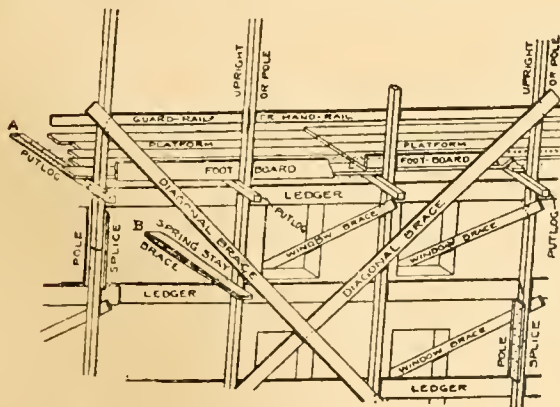 UPRIGHT
OR POLE
UPRIGHT
OR POLE
A
GUARD-RAIL OR HAND-RAIL
PUTLOG
PLATFORM
PLATFORM
FOOT BOARD
FOOT-BOARD
LEDGER
PUTLOG
DIAGONAL BRACE
WINDOW BRACE
DIAGONAL BRACE
WINDOW BRACE
PUTLOG
POLE
SPLICE
B
SPRING STAY
BRACE
LEDGER
WINDOW BRACE
POLE
SPLICE
LEDGER